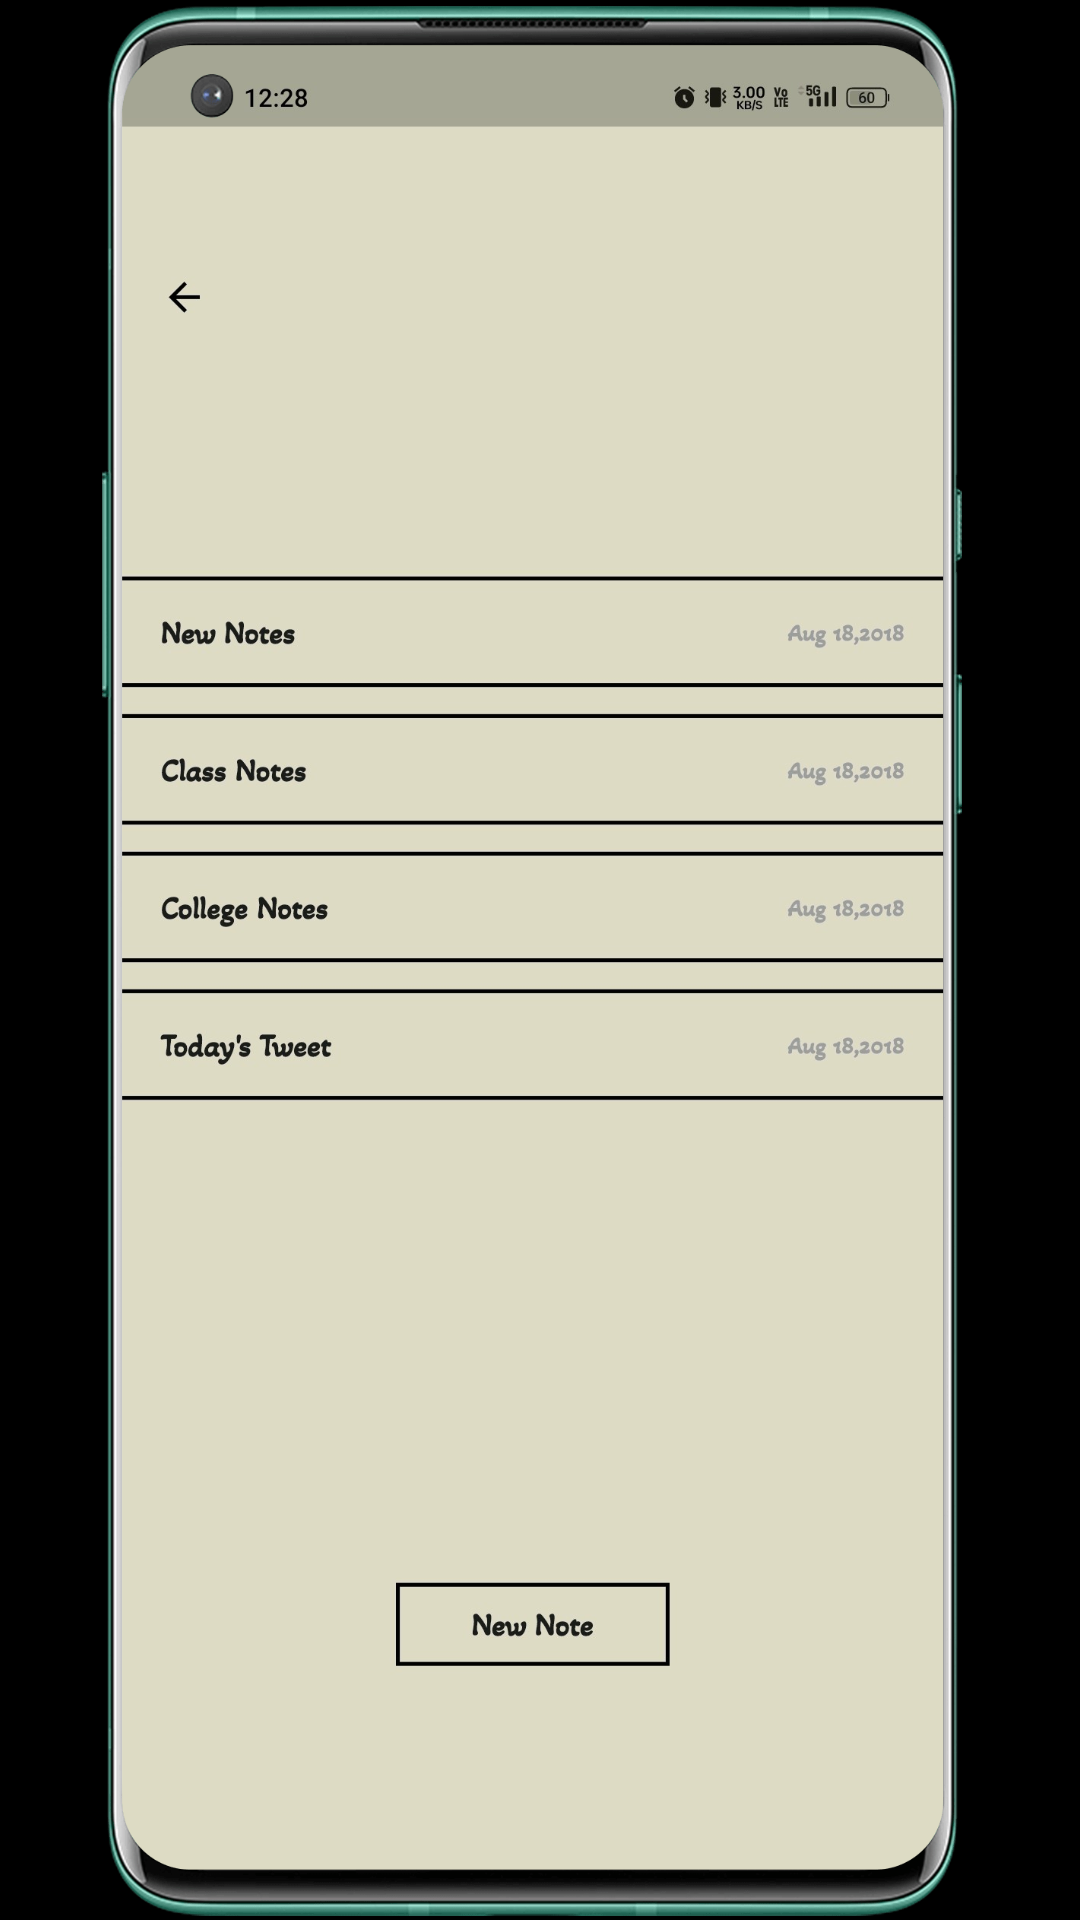 12:28 3.00 KB/S Vo LTE 5G 60
New Notes Aug 18,2018
Class Notes Aug 18,2018
College Notes Aug 18,2018
Today's Tweet Aug 18,2018
New Note